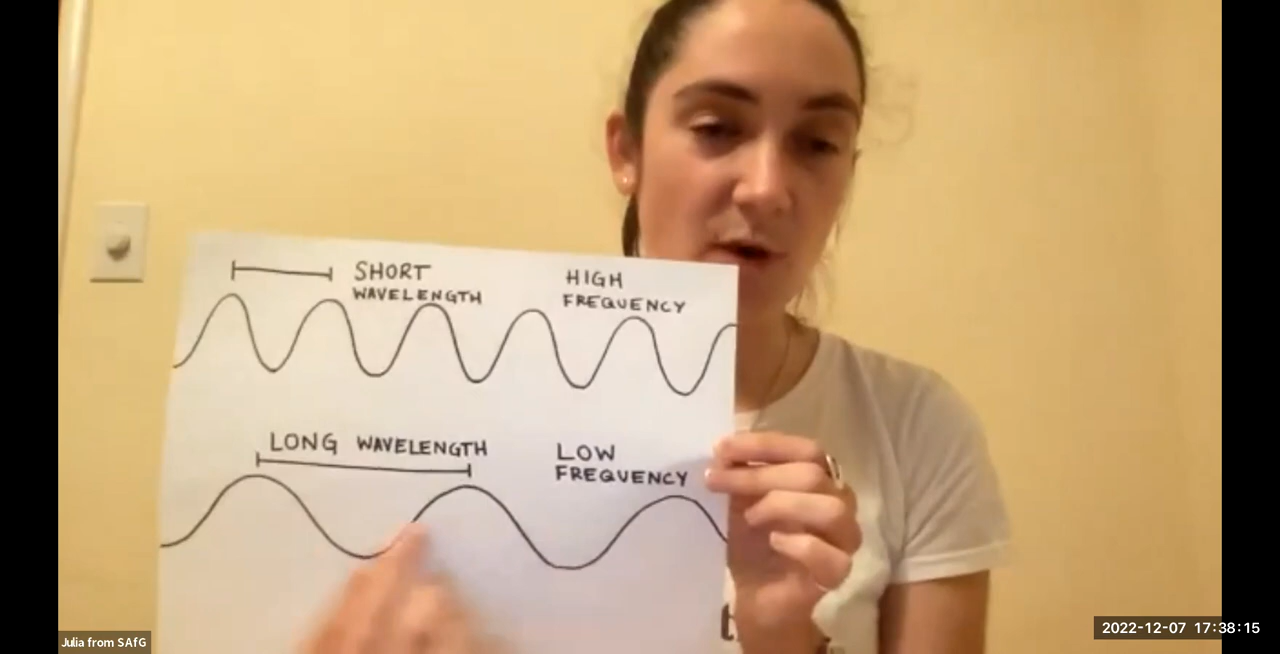 SHORT
WAVELENGTH
HIGH
FREQUENCY
LONG WAVELENGTH
LOW
FREQUENCY
Julia from SAfG
2022-12-07 17:38:15